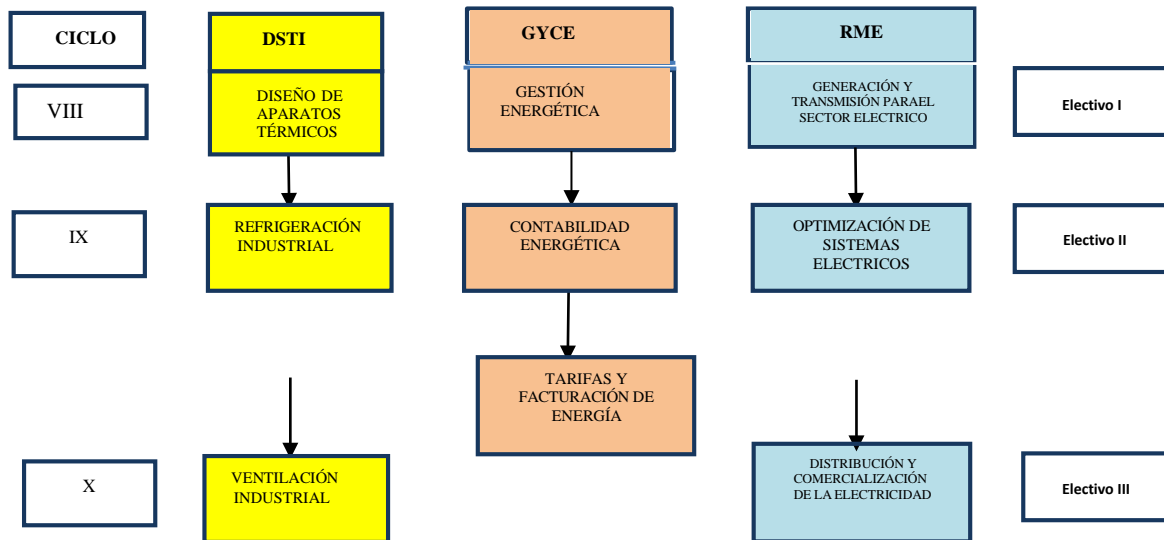 CICLO
DSTI
GYCE
RME
VIII
DISEÑO DE
APARATOS
TÉRMICOS
GESTIÓN
ENERGÉTICA
GENERACIÓN Y
TRANSMISIÓN PARAEL
SECTOR ELECTRICO
Electivo I
IX
REFRIGERACIÓN
INDUSTRIAL
CONTABILIDAD
ENERGÉTICA
OPTIMIZACIÓN DE
SISTEMAS
ELECTRICOS
Electivo II
TARIFAS Y
FACTURACIÓN DE
ENERGÍA
X
VENTILACIÓN
INDUSTRIAL
DISTRIBUCIÓN Y
COMERCIALIZACIÓN
DE LA ELECTRICIDAD
Electivo III